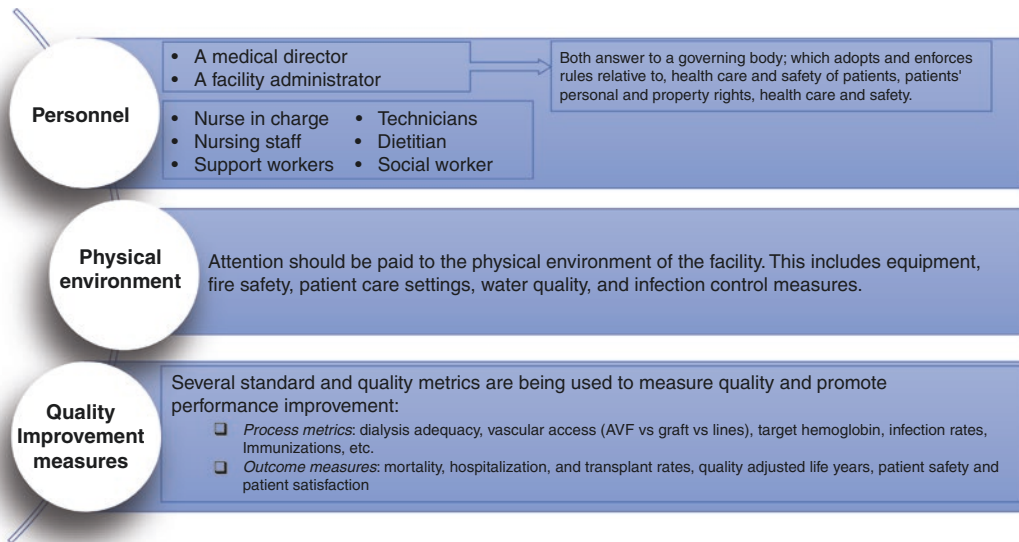 Personnel
• A medical director
• A facility administrator
Both answer to a governing body; which adopts and enforces
rules relative to, health care and safety of patients, patients'
personal and property rights, health care and safety.
• Nurse in charge • Technicians
• Nursing staff • Dietitian
• Support workers • Social worker
Physical
environment
Attention should be paid to the physical environment of the facility. This includes equipment,
fire safety, patient care settings, water quality, and infection control measures.
Quality
Improvement
measures
Several standard and quality metrics are being used to measure quality and promote
performance improvement:
❑ Process metrics: dialysis adequacy, vascular access (AVF vs graft vs lines), target hemoglobin, infection rates,
Immunizations, etc.
❑ Outcome measures: mortality, hospitalization, and transplant rates, quality adjusted life years, patient safety and
patient satisfaction